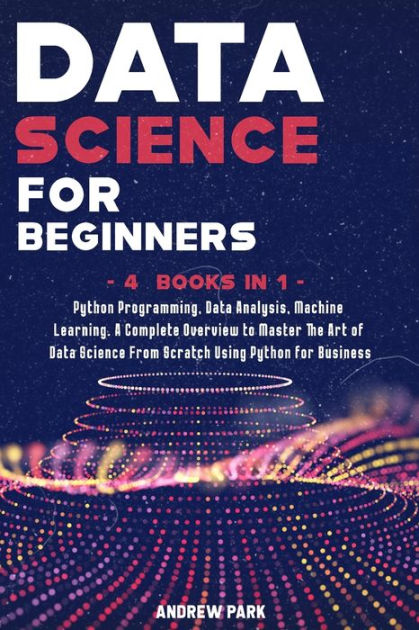 DATA
SCIENCE
FOR
BEGINNERS
- 4 BOOKS IN 1 -
Python Programming, Data Analysis, Machine
Learning. A Complete Overview to Master The Art of
Data Science From Scratch Using Python for Business
ANDREW PARK